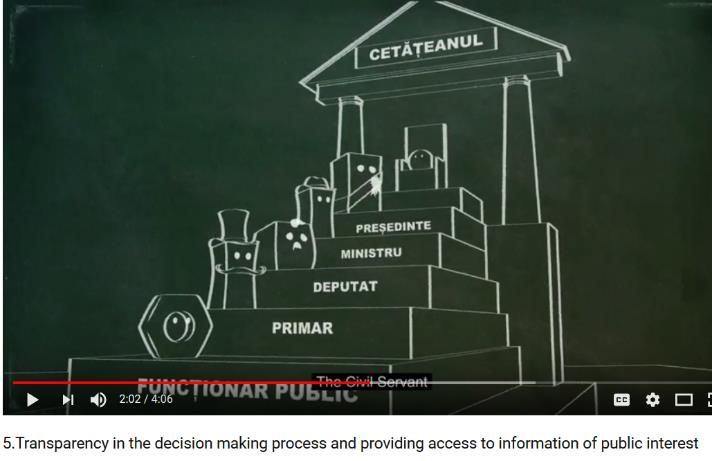 CETĂȚEANUL
PREȘEDINTE
MINISTRU
DEPUTAT
PRIMAR
FUNCȚIONAR PUBLIC
The Civil Servant
2:02 / 4:06
CC
5.Transparency in the decision making process and providing access to information of public interest